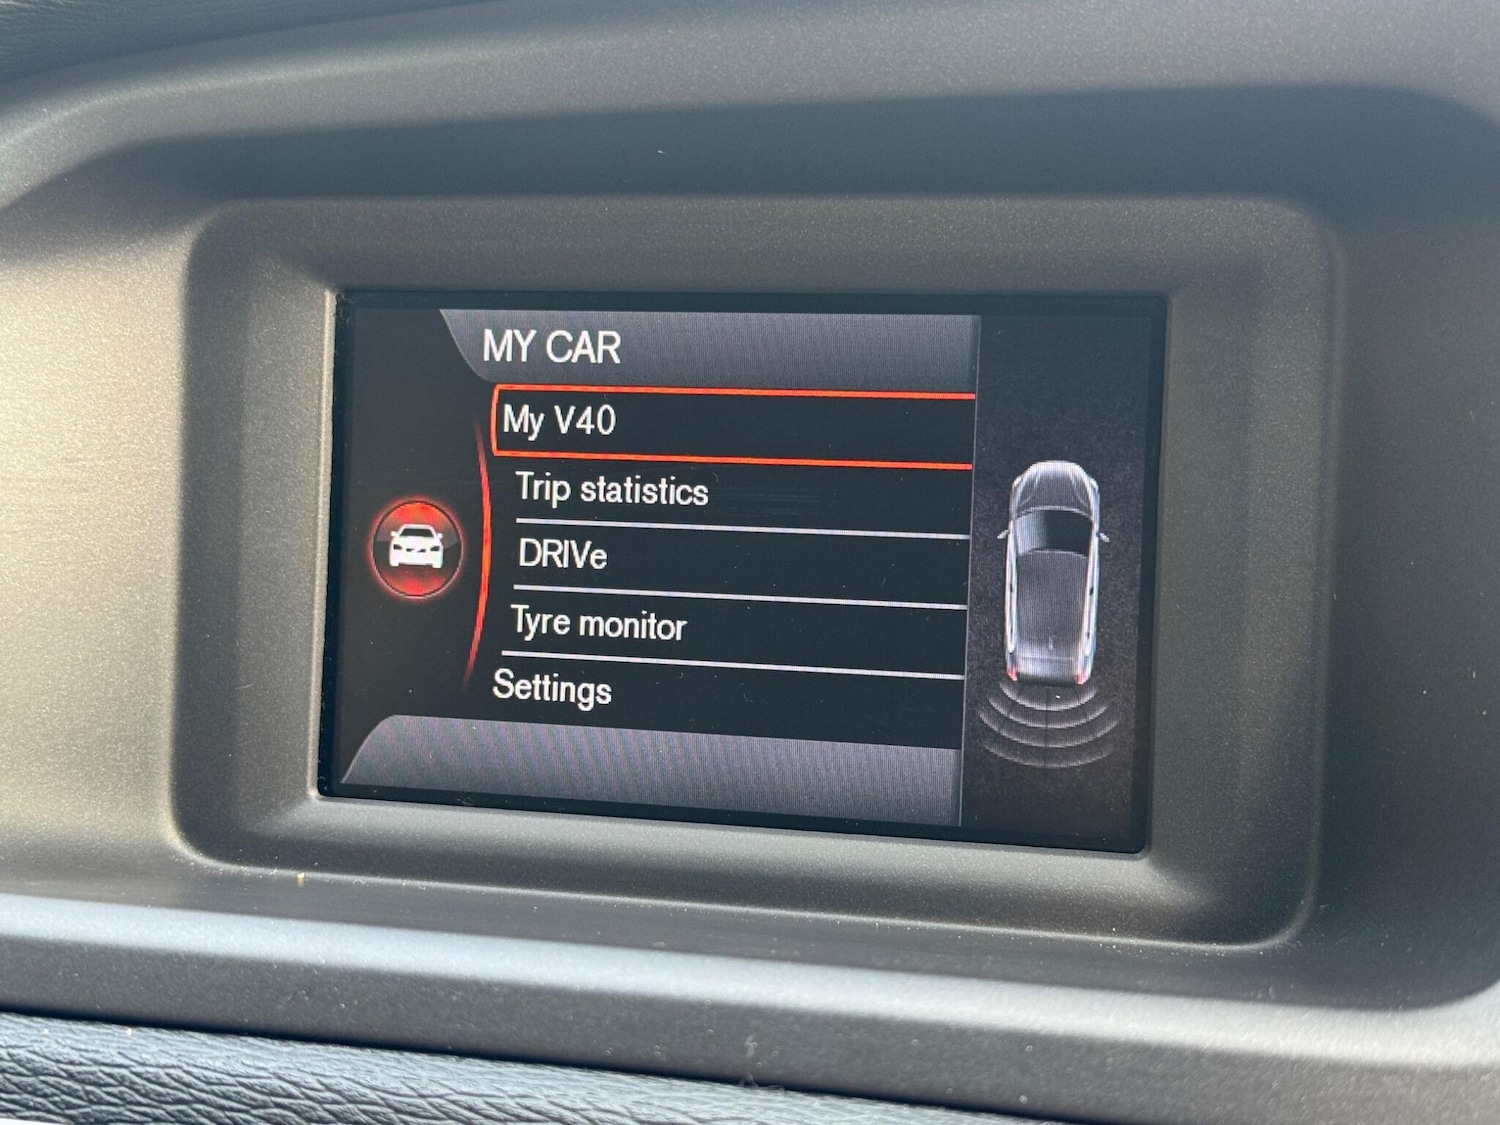 MY CAR
My V40
Trip statistics
DRIVe
Tyre monitor
Settings